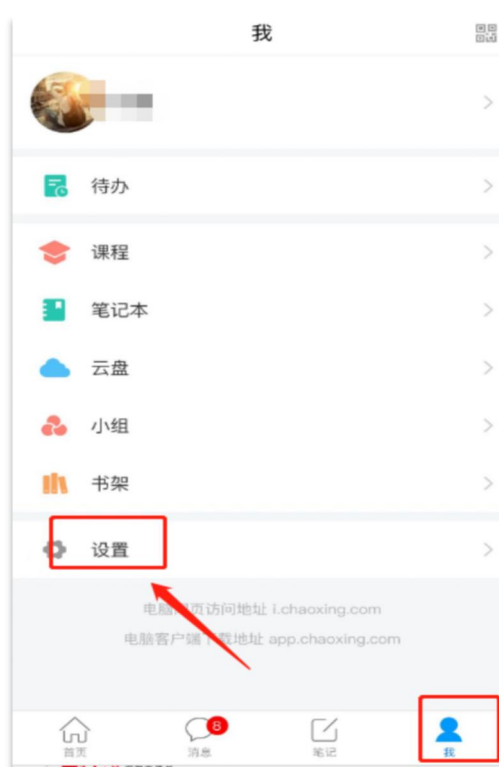 我
待办
课程
笔记本
云盘
小组
书架
设置
电脑网页访问地址 i.chaoxing.com
电脑客户端下载地址 app.chaoxing.com
8
首页
消息
笔记
我